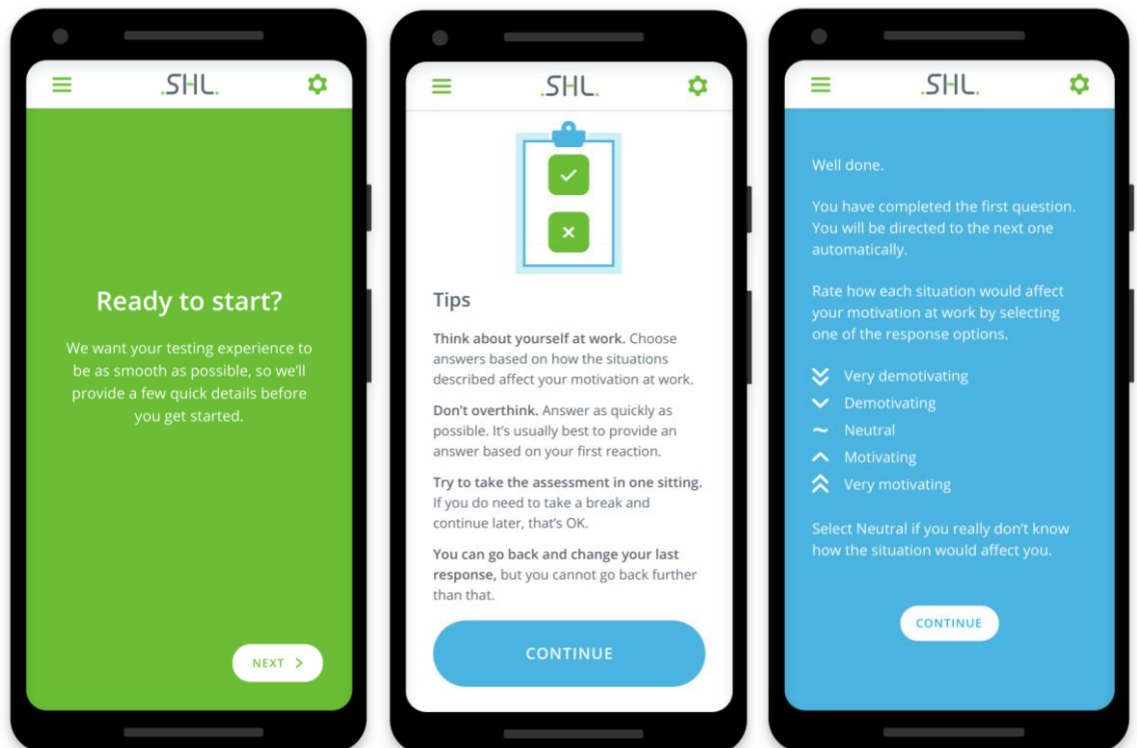 .SHL.
Ready to start?
We want your testing experience to
be as smooth as possible, so we'll
provide a few quick details before
you get started.
NEXT >
.SHL.
Tips
Think about yourself at work. Choose
answers based on how the situations
described affect your motivation at work.
Don't overthink. Answer as quickly as
possible. It's usually best to provide an
answer based on your first reaction.
Try to take the assessment in one sitting.
If you do need to take a break and
continue later, that's OK.
You can go back and change your last
response, but you cannot go back further
than that.
CONTINUE
.SHL.
Well done.
You have completed the first question.
You will be directed to the next one
automatically.
Rate how each situation would affect
your motivation at work by selecting
one of the response options.
Very demotivating
Demotivating
~ Neutral
Motivating
Very motivating
Select Neutral if you really don't know
how the situation would affect you.
CONTINUE